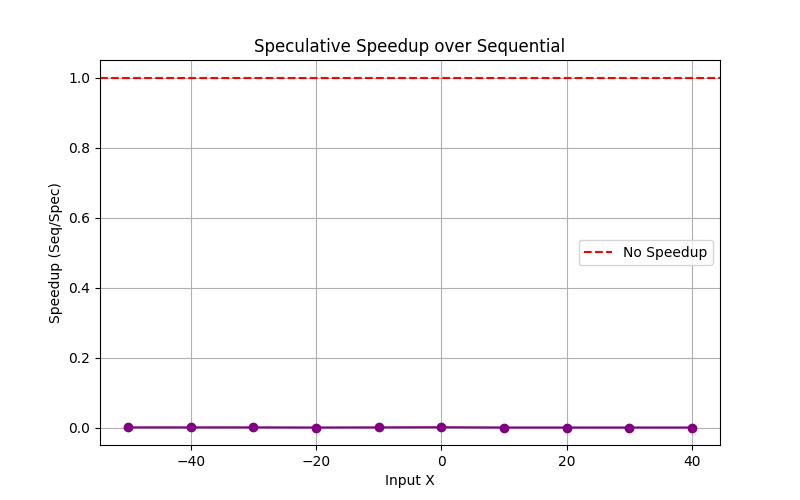 Speculative Speedup over Sequential
Speedup (Seq/Spec)
1.0
0.8
0.6
0.4
0.2
0.0
No Speedup
−40
−20
0
20
40
Input X